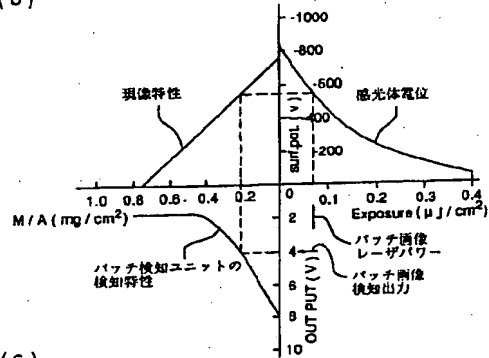 (b)
-1000
-800
-600
400
-200
0
surf.pot. (v)
現像特性
感光体電位
1.0 0.8 0.6 0.4 0.2 0 0.1 0.2 0.3 0.4
M/A (mg/cm²)
Exposure (μJ/cm²)
2
4
6
8
10
OUT PUT (V)
パッチ画像
レーザパワー
パッチ画像
検知出力
パッチ検知ユニットの
検知特性
(c)